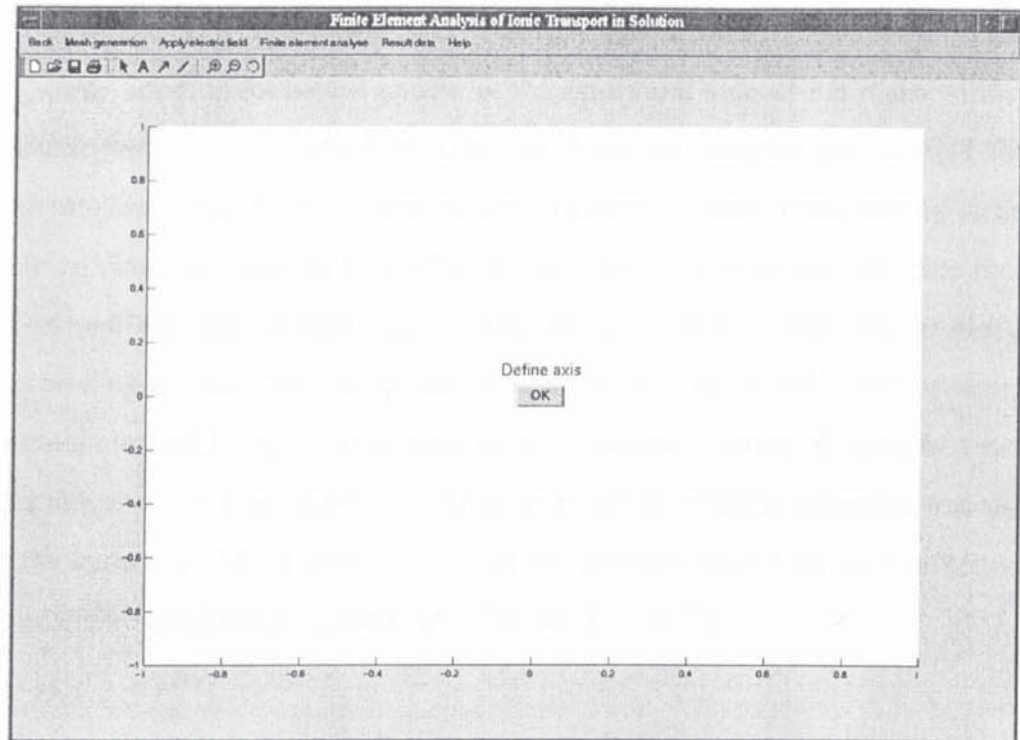 Finite Element Analysis of Ionic Transport in Solution
Back Mesh generation Apply electric field Finite element analyse Result data Help
A
1
0.8
0.6
0.4
0.2
0
-0.2
-0.4
-0.6
-0.8
-1
Define axis
OK
-0.8 -0.6 -0.4 -0.2 0 0.2 0.4 0.6 0.8 1